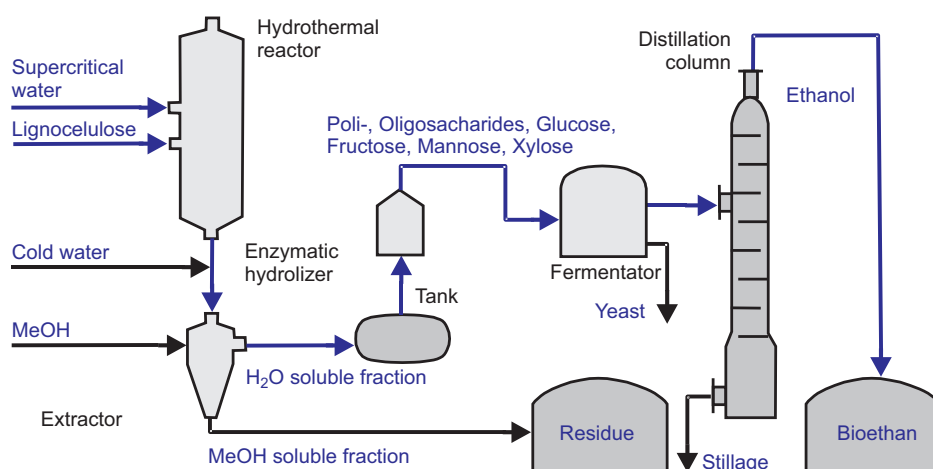 Hydrothermal
reactor
Distillation
column
Supercritical
water
Ethanol
Lignocelulose
Poli-, Oligosacharides, Glucose,
Fructose, Mannose, Xylose
Cold water
Enzymatic
hydrolizer
Fermentator
Tank
Yeast
MeOH
H₂O soluble fraction
Extractor
Residue
Bioethan
MeOH soluble fraction
Stillage